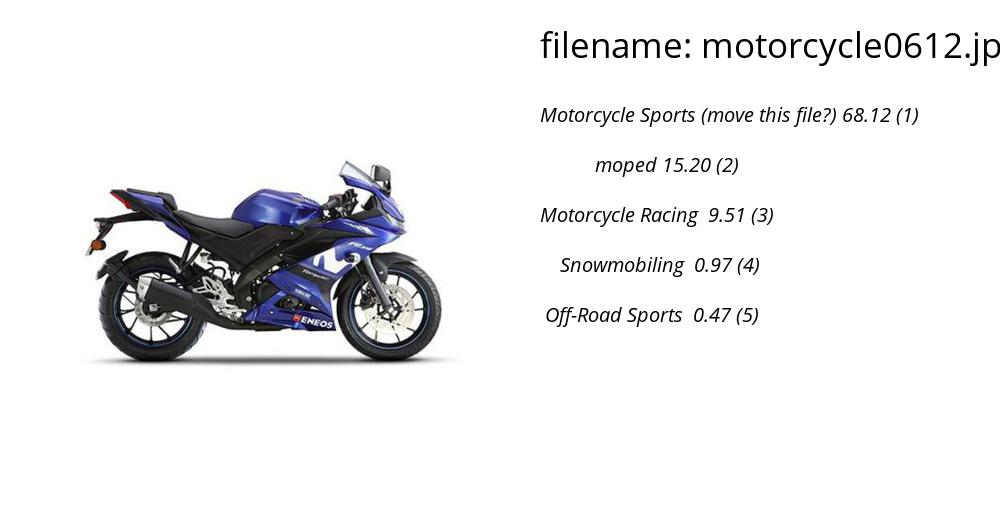 filename: motorcycle0612.jp
Motorcycle Sports (move this file?) 68.12 (1)
moped 15.20 (2)
Motorcycle Racing  9.51 (3)
Snowmobiling  0.97 (4)
Off-Road Sports  0.47 (5)
R15
ENEOS